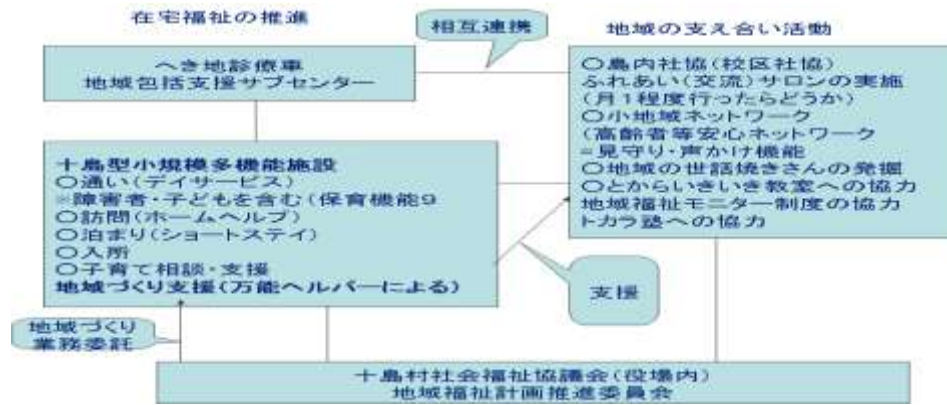 在宅福祉の推進
相互連携
地域の支え合い活動
へき地診療車
地域包括支援サブセンター
○島内社協(校区社協)
ふれあい(交流)サロンの実施
(月1程度行ったらどうか)
○小地域ネットワーク
(高齢者等安心ネットワーク
=見守り・声かけ機能
○地域の世話焼きさんの発掘
○とからいきいき教室への協力
地域福祉モニター制度の協力
トカラ塾への協力
十島型小規模多機能施設
○通い(デイサービス)
※障害者・子どもを含む(保育機能9
○訪問(ホームヘルプ)
○泊まり(ショートステイ)
○入所
○子育て相談・支援
地域づくり支援(万能ヘルパーによる)
支援
地域づくり
業務委託
十島村社会福祉協議会(役場内)
地域福祉計画推進委員会